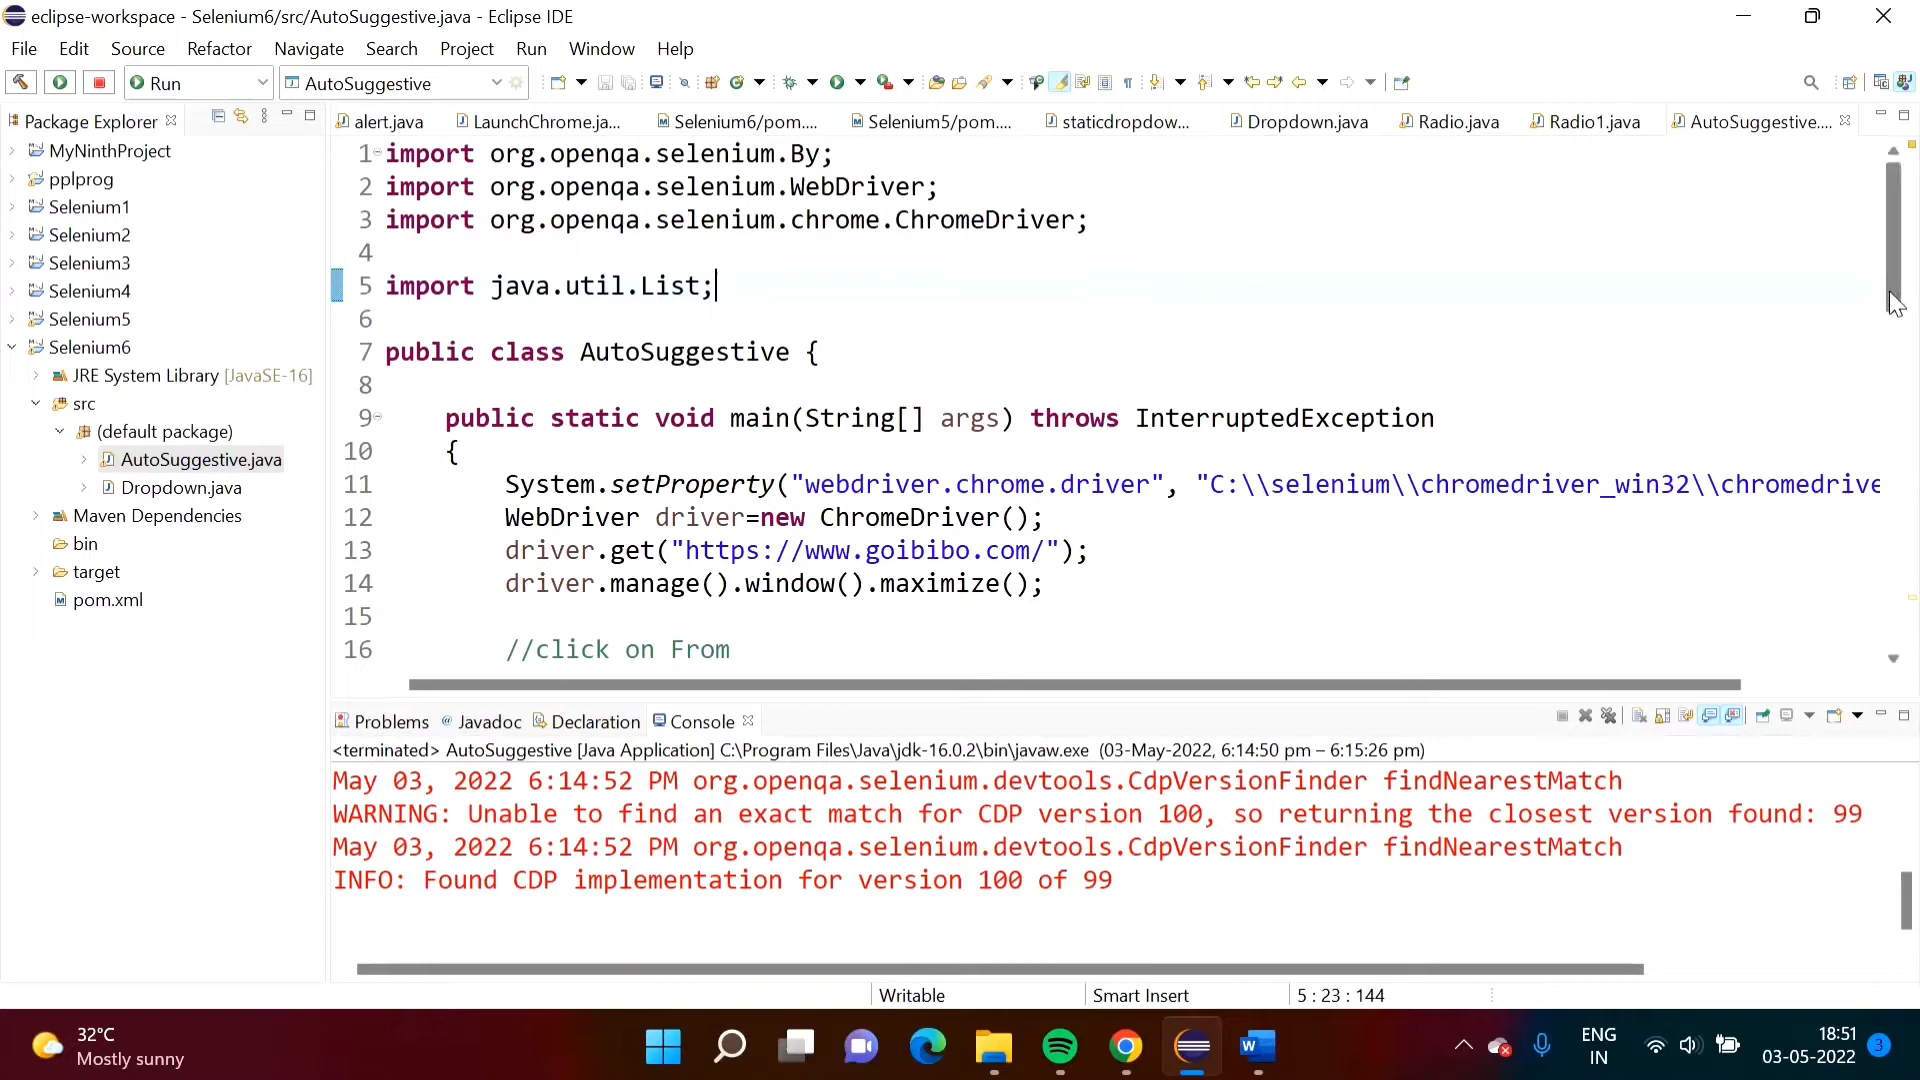 eclipse-workspace - Selenium6/src/AutoSuggestive.java - Eclipse IDE
File Edit Source Refactor Navigate Search Project Run Window Help
Run AutoSuggestive
Package Explorer
MyNinthProject
pplprog
Selenium1
Selenium2
Selenium3
Selenium4
Selenium5
Selenium6
JRE System Library [JavaSE-16]
src
(default package)
AutoSuggestive.java
Dropdown.java
Maven Dependencies
bin
target
pom.xml
alert.java LaunchChrome.ja... Selenium6/pom.... Selenium5/pom.... staticdropdow... Dropdown.java Radio.java Radio1.java AutoSuggestive....
1 import org.openqa.selenium.By;
2 import org.openqa.selenium.WebDriver;
3 import org.openqa.selenium.chrome.ChromeDriver;
4
5 import java.util.List;
6
7 public class AutoSuggestive {
8
9 public static void main(String[] args) throws InterruptedException
10 {
11 System.setProperty("webdriver.chrome.driver", "C:\\selenium\\chromedriver_win32\\chromedrive
12 WebDriver driver=new ChromeDriver();
13 driver.get("https://www.goibibo.com/");
14 driver.manage().window().maximize();
15
16 //click on From
Problems Javadoc Declaration Console
<terminated> AutoSuggestive [Java Application] C:\Program Files\Java\jdk-16.0.2\bin\javaw.exe (03-May-2022, 6:14:50 pm – 6:15:26 pm)
May 03, 2022 6:14:52 PM org.openqa.selenium.devtools.CdpVersionFinder findNearestMatch
WARNING: Unable to find an exact match for CDP version 100, so returning the closest version found: 99
May 03, 2022 6:14:52 PM org.openqa.selenium.devtools.CdpVersionFinder findNearestMatch
INFO: Found CDP implementation for version 100 of 99
Writable Smart Insert 5 : 23 : 144
32°C
Mostly sunny
ENG
IN
18:51
03-05-2022
3